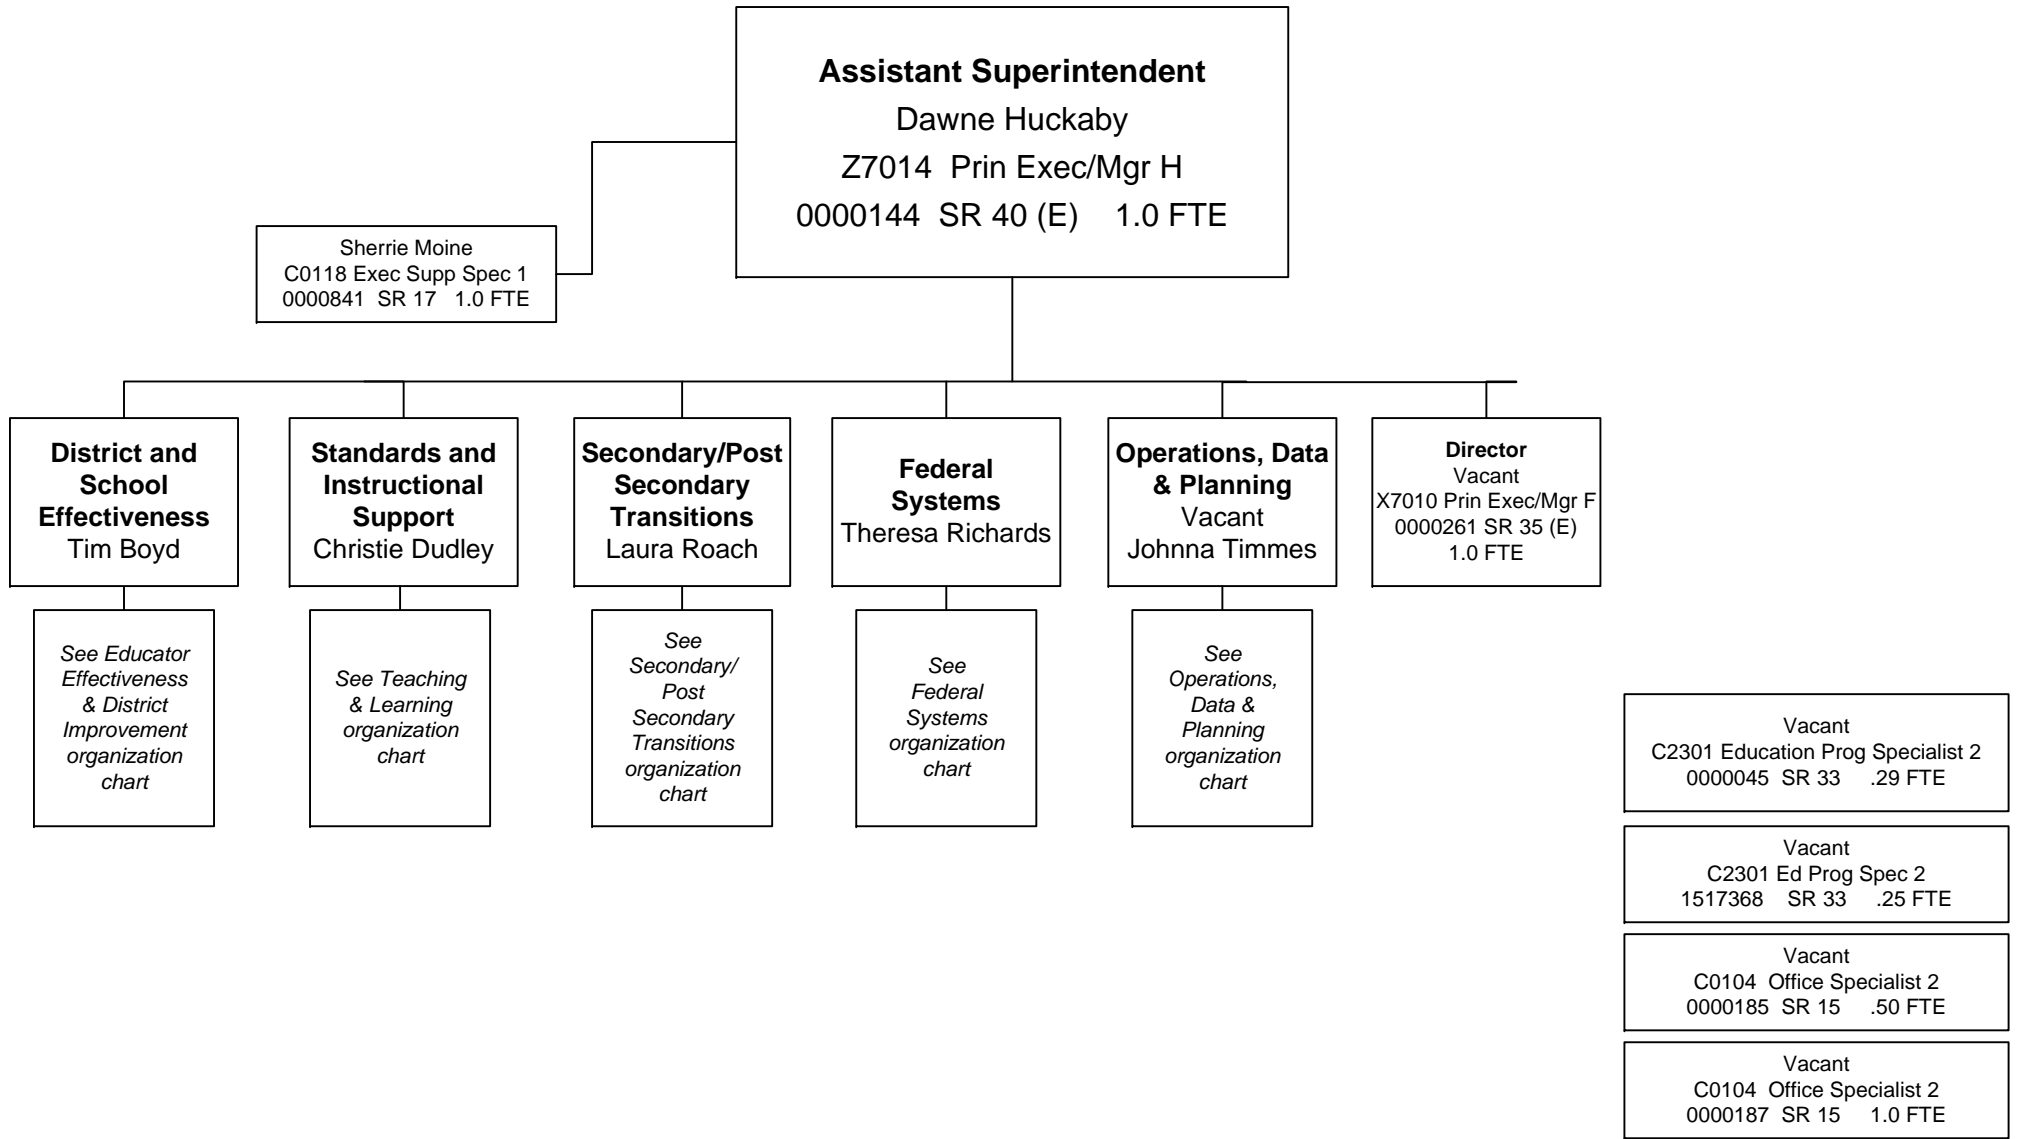 Assistant Superintendent
Dawne Huckaby
Z7014 Prin Exec/Mgr H
0000144 SR 40 (E) 1.0 FTE
Sherrie Moine
C0118 Exec Supp Spec 1
0000841 SR 17 1.0 FTE
District and
School
Effectiveness
Tim Boyd
Standards and
Instructional
Support
Christie Dudley
Secondary/Post
Secondary
Transitions
Laura Roach
Federal
Systems
Theresa Richards
Operations, Data
& Planning
Vacant
Johnna Timmes
Director
Vacant
X7010 Prin Exec/Mgr F
0000261 SR 35 (E)
1.0 FTE
See Educator
Effectiveness
& District
Improvement
organization
chart
See Teaching
& Learning
organization
chart
See
Secondary/
Post
Secondary
Transitions
organization
chart
See
Federal
Systems
organization
chart
See
Operations,
Data &
Planning
organization
chart
Vacant
C2301 Education Prog Specialist 2
0000045 SR 33 .29 FTE
Vacant
C2301 Ed Prog Spec 2
1517368 SR 33 .25 FTE
Vacant
C0104 Office Specialist 2
0000185 SR 15 .50 FTE
Vacant
C0104 Office Specialist 2
0000187 SR 15 1.0 FTE